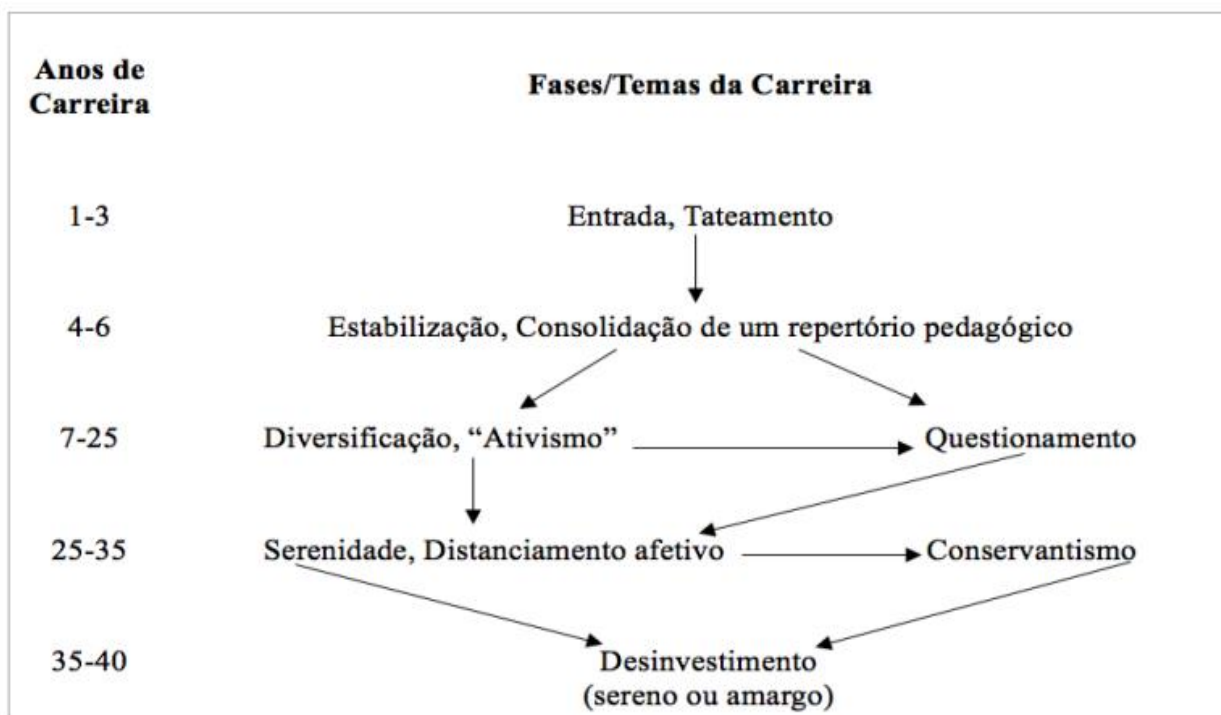 Anos de
Carreira
Fases/Temas da Carreira
1-3
Entrada, Tateamento
4-6
Estabilização, Consolidação de um repertório pedagógico
7-25
Diversificação, “Ativismo”
Questionamento
25-35
Serenidade, Distanciamento afetivo
Conservantismo
35-40
Desinvestimento
(sereno ou amargo)